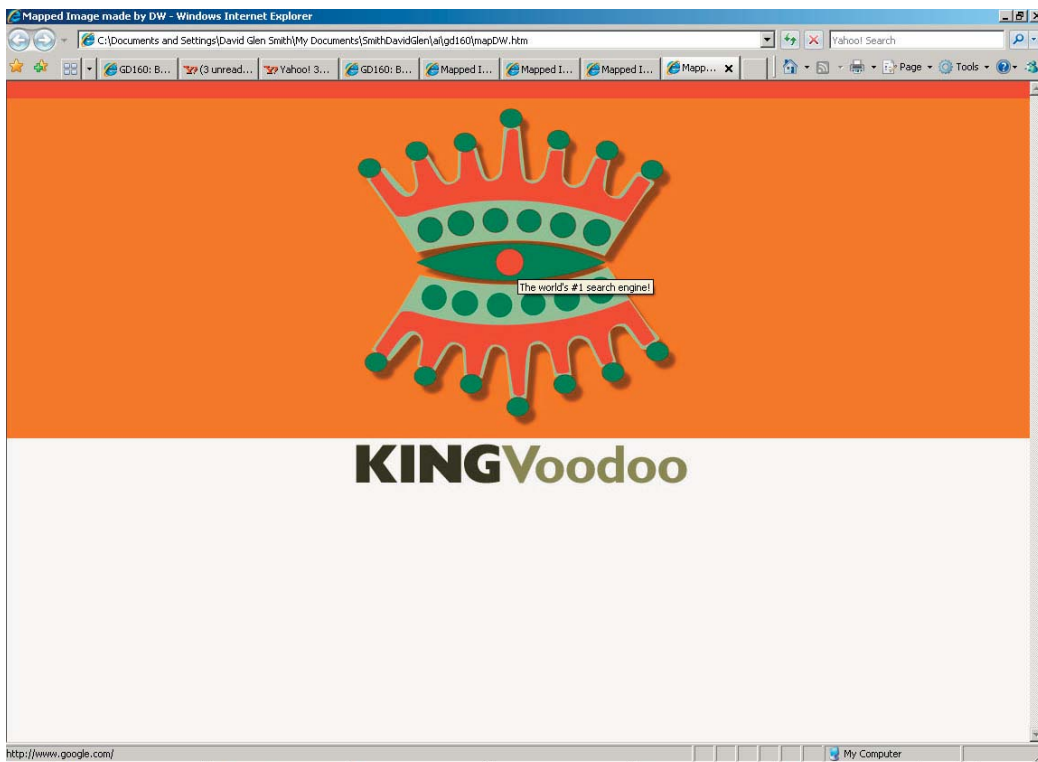 Mapped Image made by DW - Windows Internet Explorer
C:\Documents and Settings\David Glen Smith\My Documents\SmithDavidGlen\ai\gd160\mapDW.htm
Yahoo! Search
GD160: B... (3 unread... Yahoo! 3... GD160: B... Mapped I... Mapped I... Mapped I... Mapp... Page Tools
The world's #1 search engine!
KINGVoodoo
http://www.google.com/ My Computer